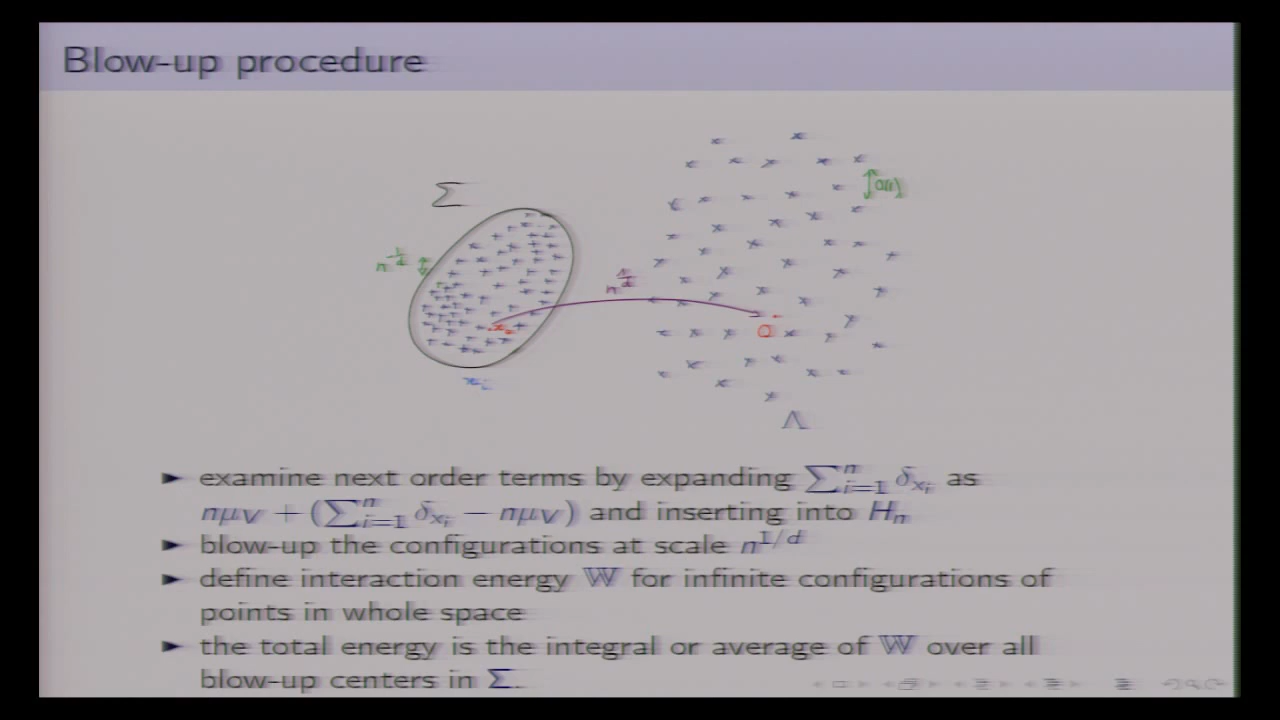 Blow-up procedure
Σ
O(1)
n^{-1/d}
n^{1/d}
x_0
0
x_i
Λ
► examine next order terms by expanding ∑_{i=1}^n δ_{x_i} as
nμ_V + (∑_{i=1}^n δ_{x_i} − nμ_V) and inserting into H_n
► blow-up the configurations at scale n^{1/d}
► define interaction energy 𝕎 for infinite configurations of
points in whole space
► the total energy is the integral or average of 𝕎 over all
blow-up centers in Σ.